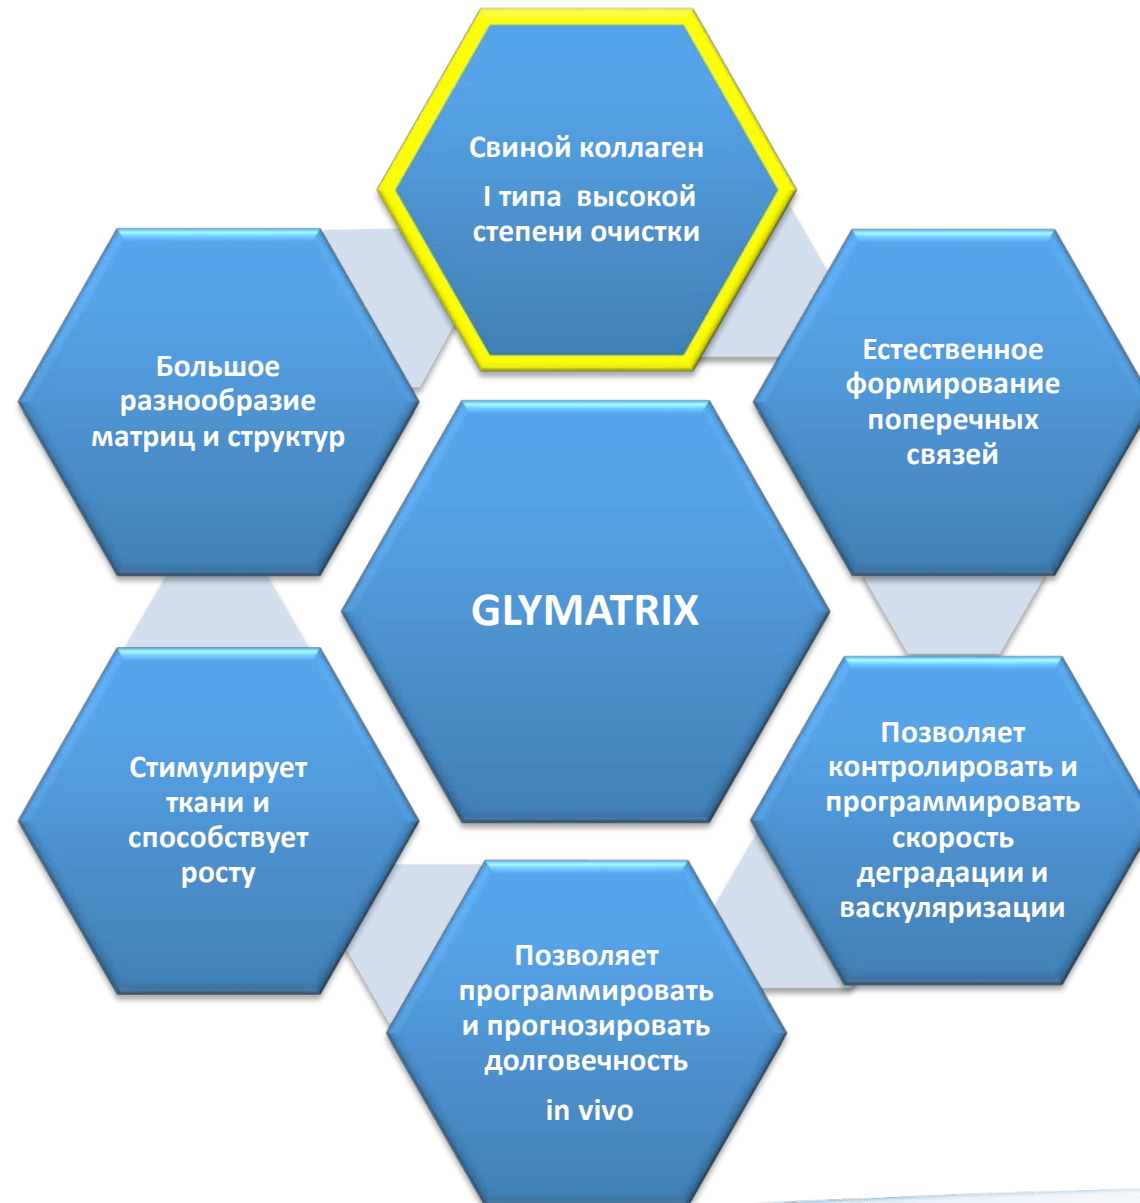 Свиной коллаген
I типа высокой
степени очистки
Естественное
формирование
поперечных
связей
Позволяет
контролировать и
программировать
скорость
деградации и
васкуляризации
Позволяет
программировать
и прогнозировать
долговечность
in vivo
Стимулирует
ткани и
способствует
росту
Большое
разнообразие
матриц и структур
GLYMATRIX